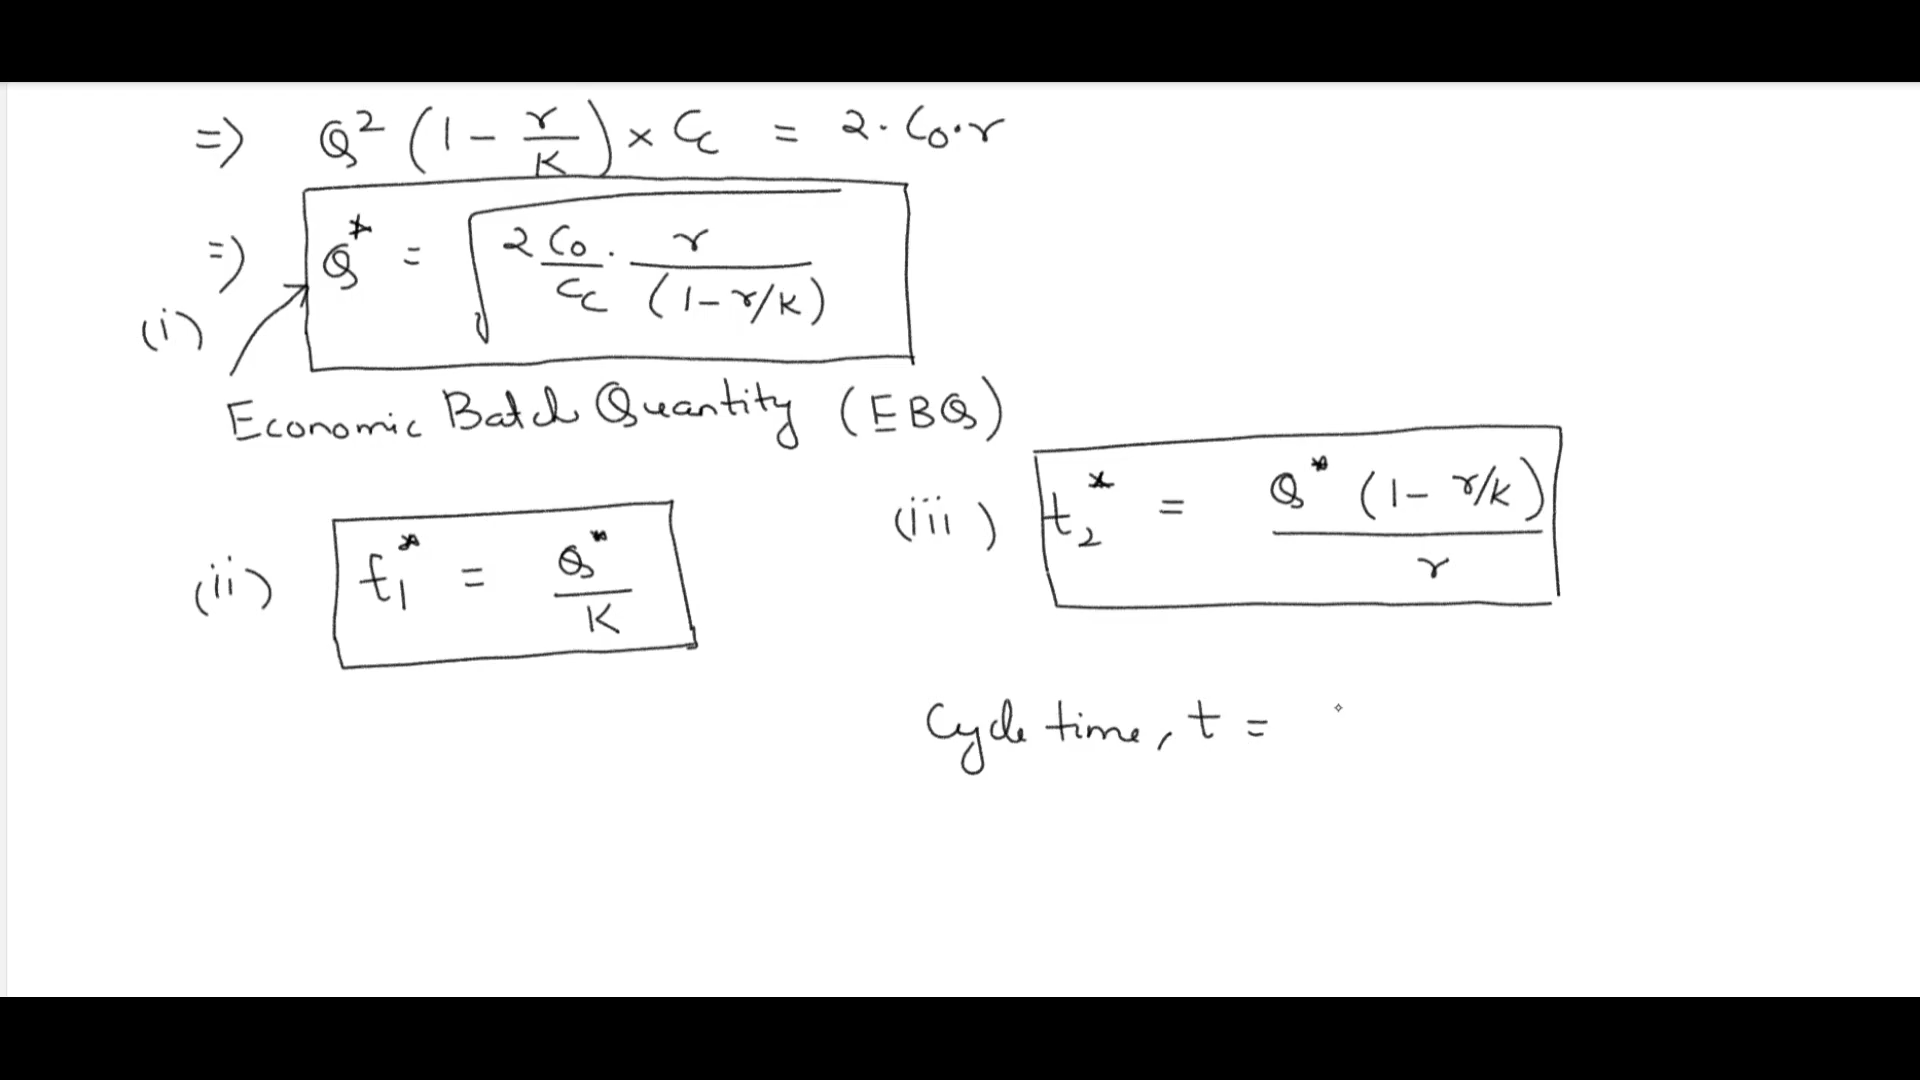 => Q² (1 - r/K) × Cc = 2·Co·r
=> Q* = √(2Co/Cc · r/(1-r/K))
(i)
Economic Batch Quantity (EBQ)
(ii) t₁* = Q*/K
(iii) t₂* = Q* (1 - r/K)/r
Cycle time, t =